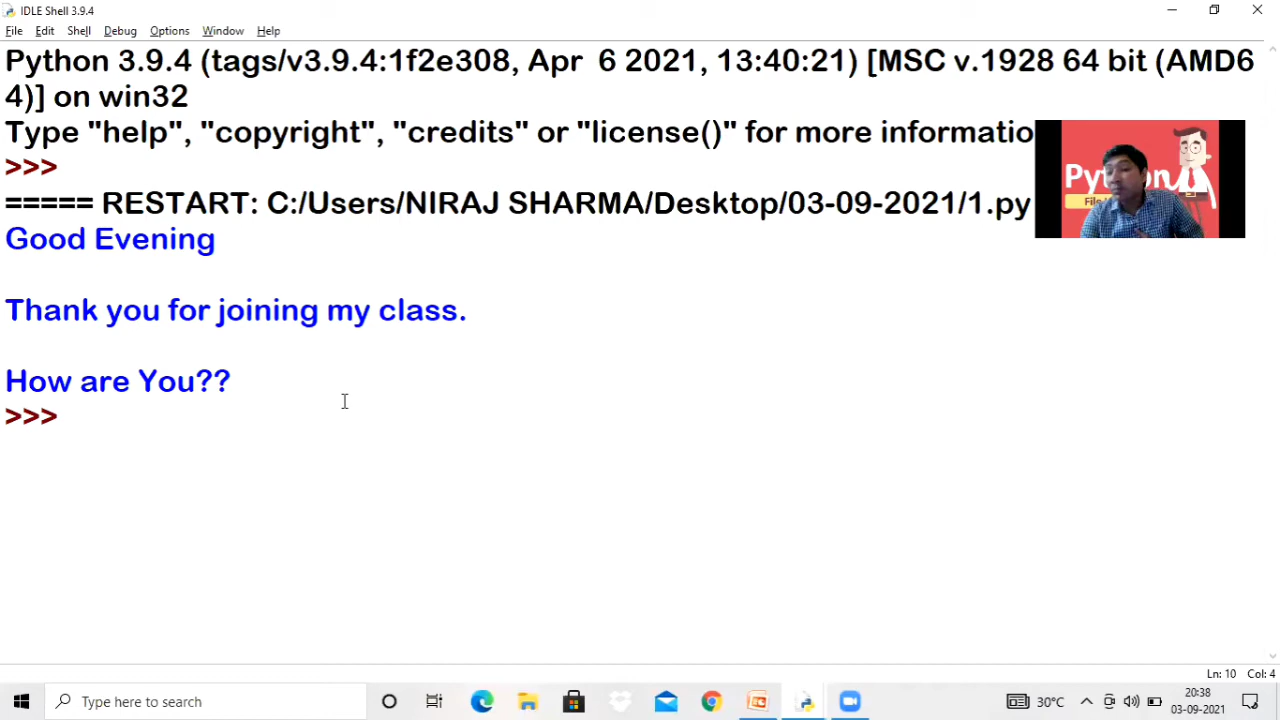 IDLE Shell 3.9.4
File Edit Shell Debug Options Window Help
Python 3.9.4 (tags/v3.9.4:1f2e308, Apr  6 2021, 13:40:21) [MSC v.1928 64 bit (AMD6
4)] on win32
Type "help", "copyright", "credits" or "license()" for more informatio
>>>
===== RESTART: C:/Users/NIRAJ SHARMA/Desktop/03-09-2021/1.py
Good Evening
Thank you for joining my class.
How are You??
>>>
Ln: 10 Col: 4
Type here to search
30°C
20:38
03-09-2021